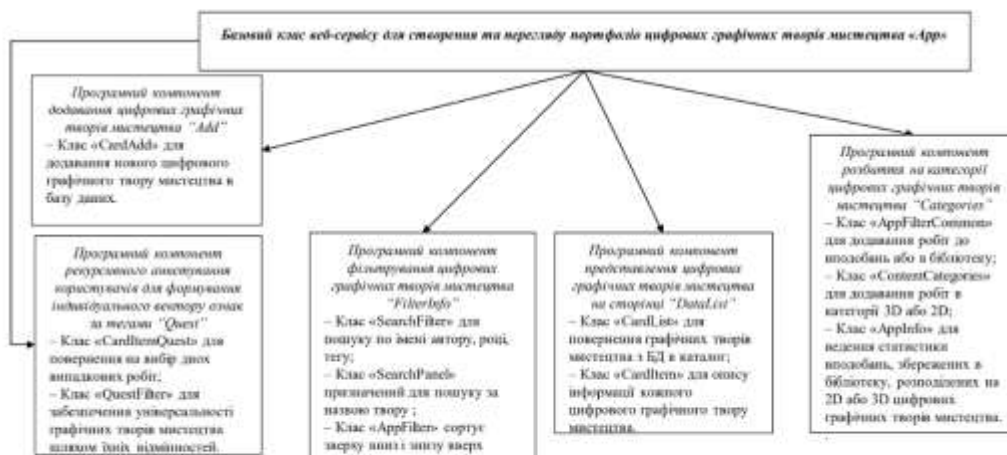 Базовий клас веб-сервісу для створення та перегляду портфоліо цифрових графічних творів мистецтва «App»
Програмний компонент
додавання цифрових графічних
творів мистецтва "Add"
– Клас «CardAdd» для
додавання нового цифрового
графічного твору мистецтва в
базу даних.
Програмний компонент
рекурсивного анкетування
користувачів для формування
індивідуального вектору ознак
за тегами "Quest"
– Клас «CardItemQuest» для
повернення на вибір двох
випадкових робіт;
– Клас «QuestFilter» для
забезпечення універсальності
графічних творів мистецтва
шляхом їхніх відмінностей.
Програмний компонент
фільтрування цифрових
графічних творів мистецтва
"FilterInfo"
– Клас «SearchFilter» для
пошуку по імені автору, році,
тегу;
– Клас «SearchPanel»
призначений для пошуку за
назвою твору ;
– Клас «AppFilter» сортує
зверху вниз і знизу вверх
Програмний компонент
представлення цифрових
графічних творів мистецтва
на сторінці "DataList"
– Клас «CardList» для
повернення графічних творів
мистецтва з БД в каталог;
– Клас «CardItem» для опису
інформації кожного
цифрового графічного твору
мистецтва.
Програмний компонент
розбиття на категорії
цифрових графічних творів
мистецтва "Categories"
– Клас «AppFilterCommon»
для додавання робіт до
вподобань або в бібліотеку;
– Клас «ContentCategories»
для додавання робіт в
категорії 3D або 2D;
– Клас «AppInfo» для
ведення статистики
вподобань, збережених в
бібліотеку, розподілених на
2D або 3D цифрових
графічних творів мистецтва.
.